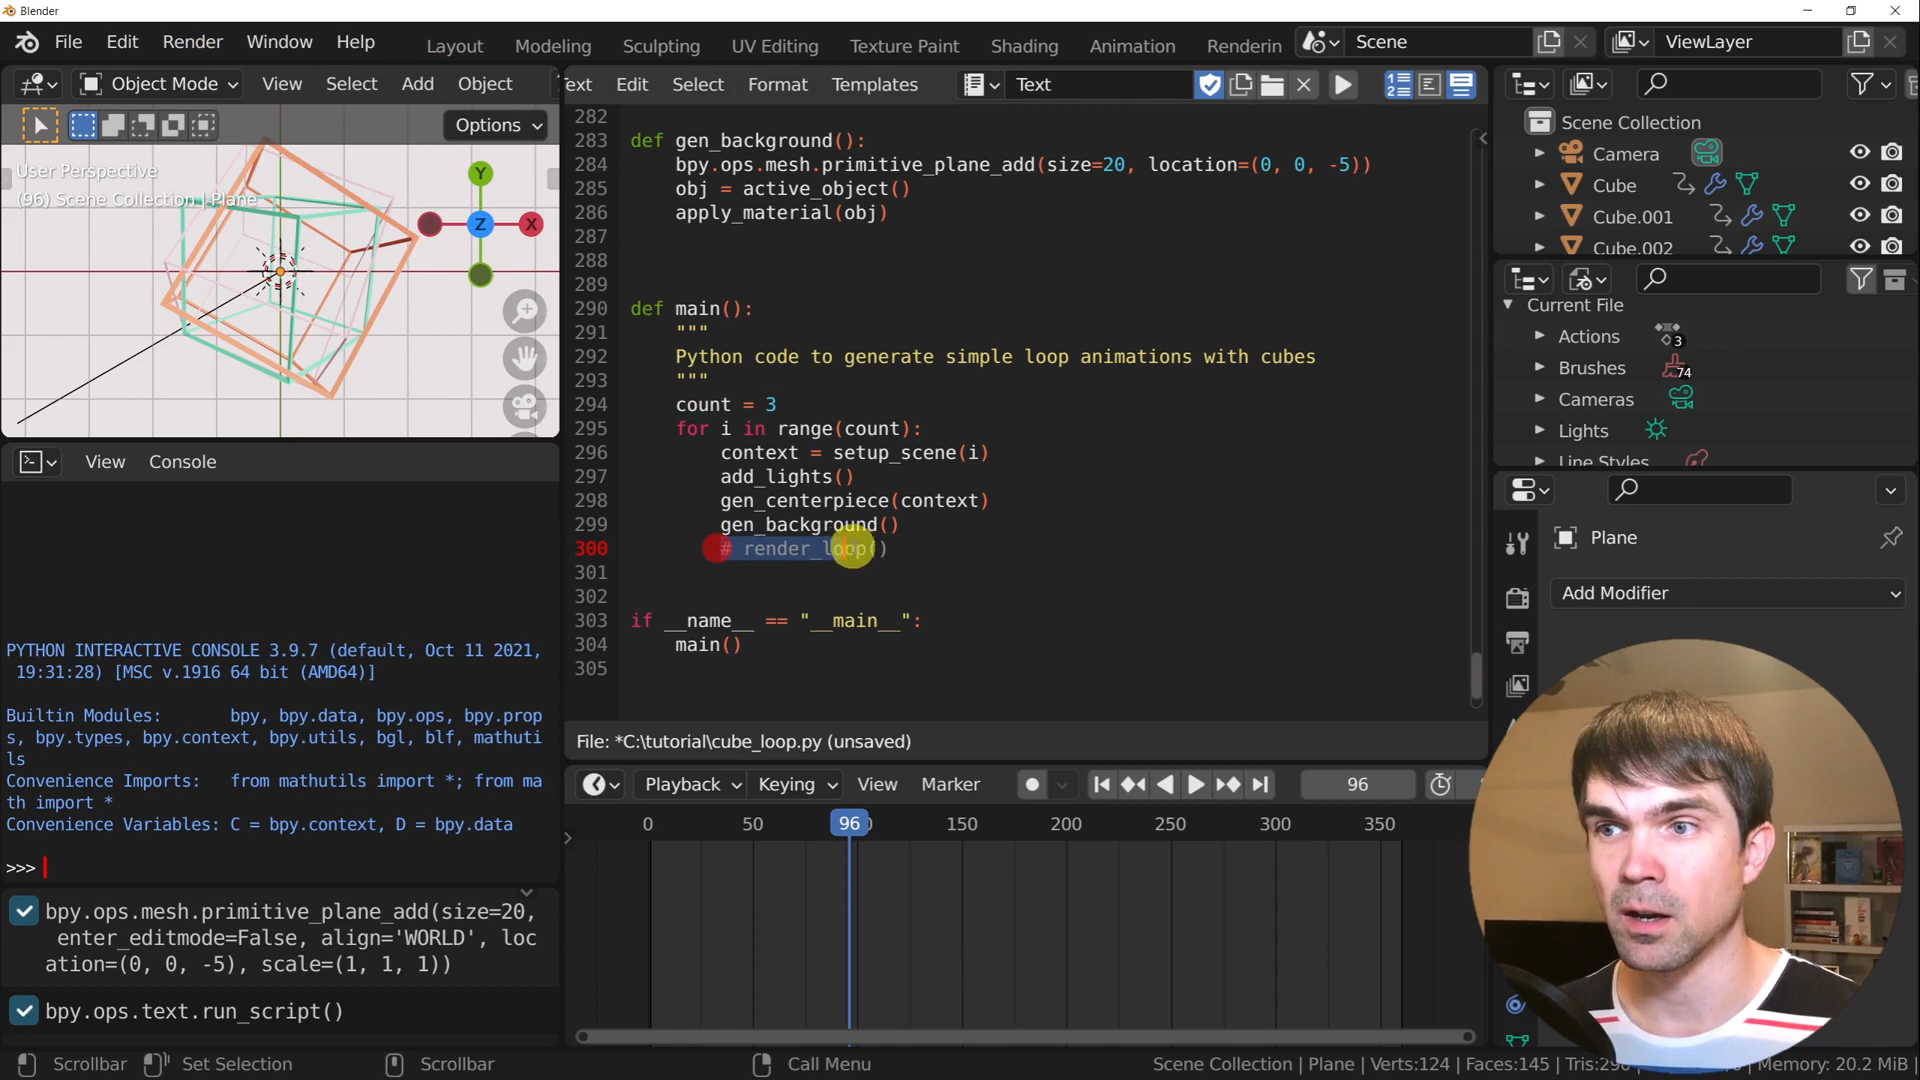 Blender
File Edit Render Window Help
Layout Modeling Sculpting UV Editing Texture Paint Shading Animation Renderin
Scene
ViewLayer
Object Mode View Select Add Object
Options
User Perspective
(96) Scene Collection | Plane
Y
X
Z
ext Edit Select Format Templates
Text
282
283 def gen_background():
284 bpy.ops.mesh.primitive_plane_add(size=20, location=(0, 0, -5))
285 obj = active_object()
286 apply_material(obj)
287
288
289
290 def main():
291 """
292 Python code to generate simple loop animations with cubes
293 """
294 count = 3
295 for i in range(count):
296 context = setup_scene(i)
297 add_lights()
298 gen_centerpiece(context)
299 gen_background()
300 # render_loop()
301
302
303 if __name__ == "__main__":
304 main()
305
File: *C:\tutorial\cube_loop.py (unsaved)
View Console
PYTHON INTERACTIVE CONSOLE 3.9.7 (default, Oct 11 2021,
19:31:28) [MSC v.1916 64 bit (AMD64)]
Builtin Modules: bpy, bpy.data, bpy.ops, bpy.prop
s, bpy.types, bpy.context, bpy.utils, bgl, blf, mathuti
ls
Convenience Imports: from mathutils import *; from ma
th import *
Convenience Variables: C = bpy.context, D = bpy.data
>>>
bpy.ops.mesh.primitive_plane_add(size=20,
enter_editmode=False, align='WORLD', loc
ation=(0, 0, -5), scale=(1, 1, 1))
bpy.ops.text.run_script()
Playback Keying View Marker
96
0 50 96 150 200 250 300 350
Scene Collection
Camera
Cube
Cube.001
Cube.002
Current File
Actions 3
Brushes 74
Cameras
Lights
Line Styles
Plane
Add Modifier
Scrollbar Set Selection Scrollbar Call Menu
Scene Collection | Plane | Verts:124 | Faces:145 | Tris:290 Memory: 20.2 MiB